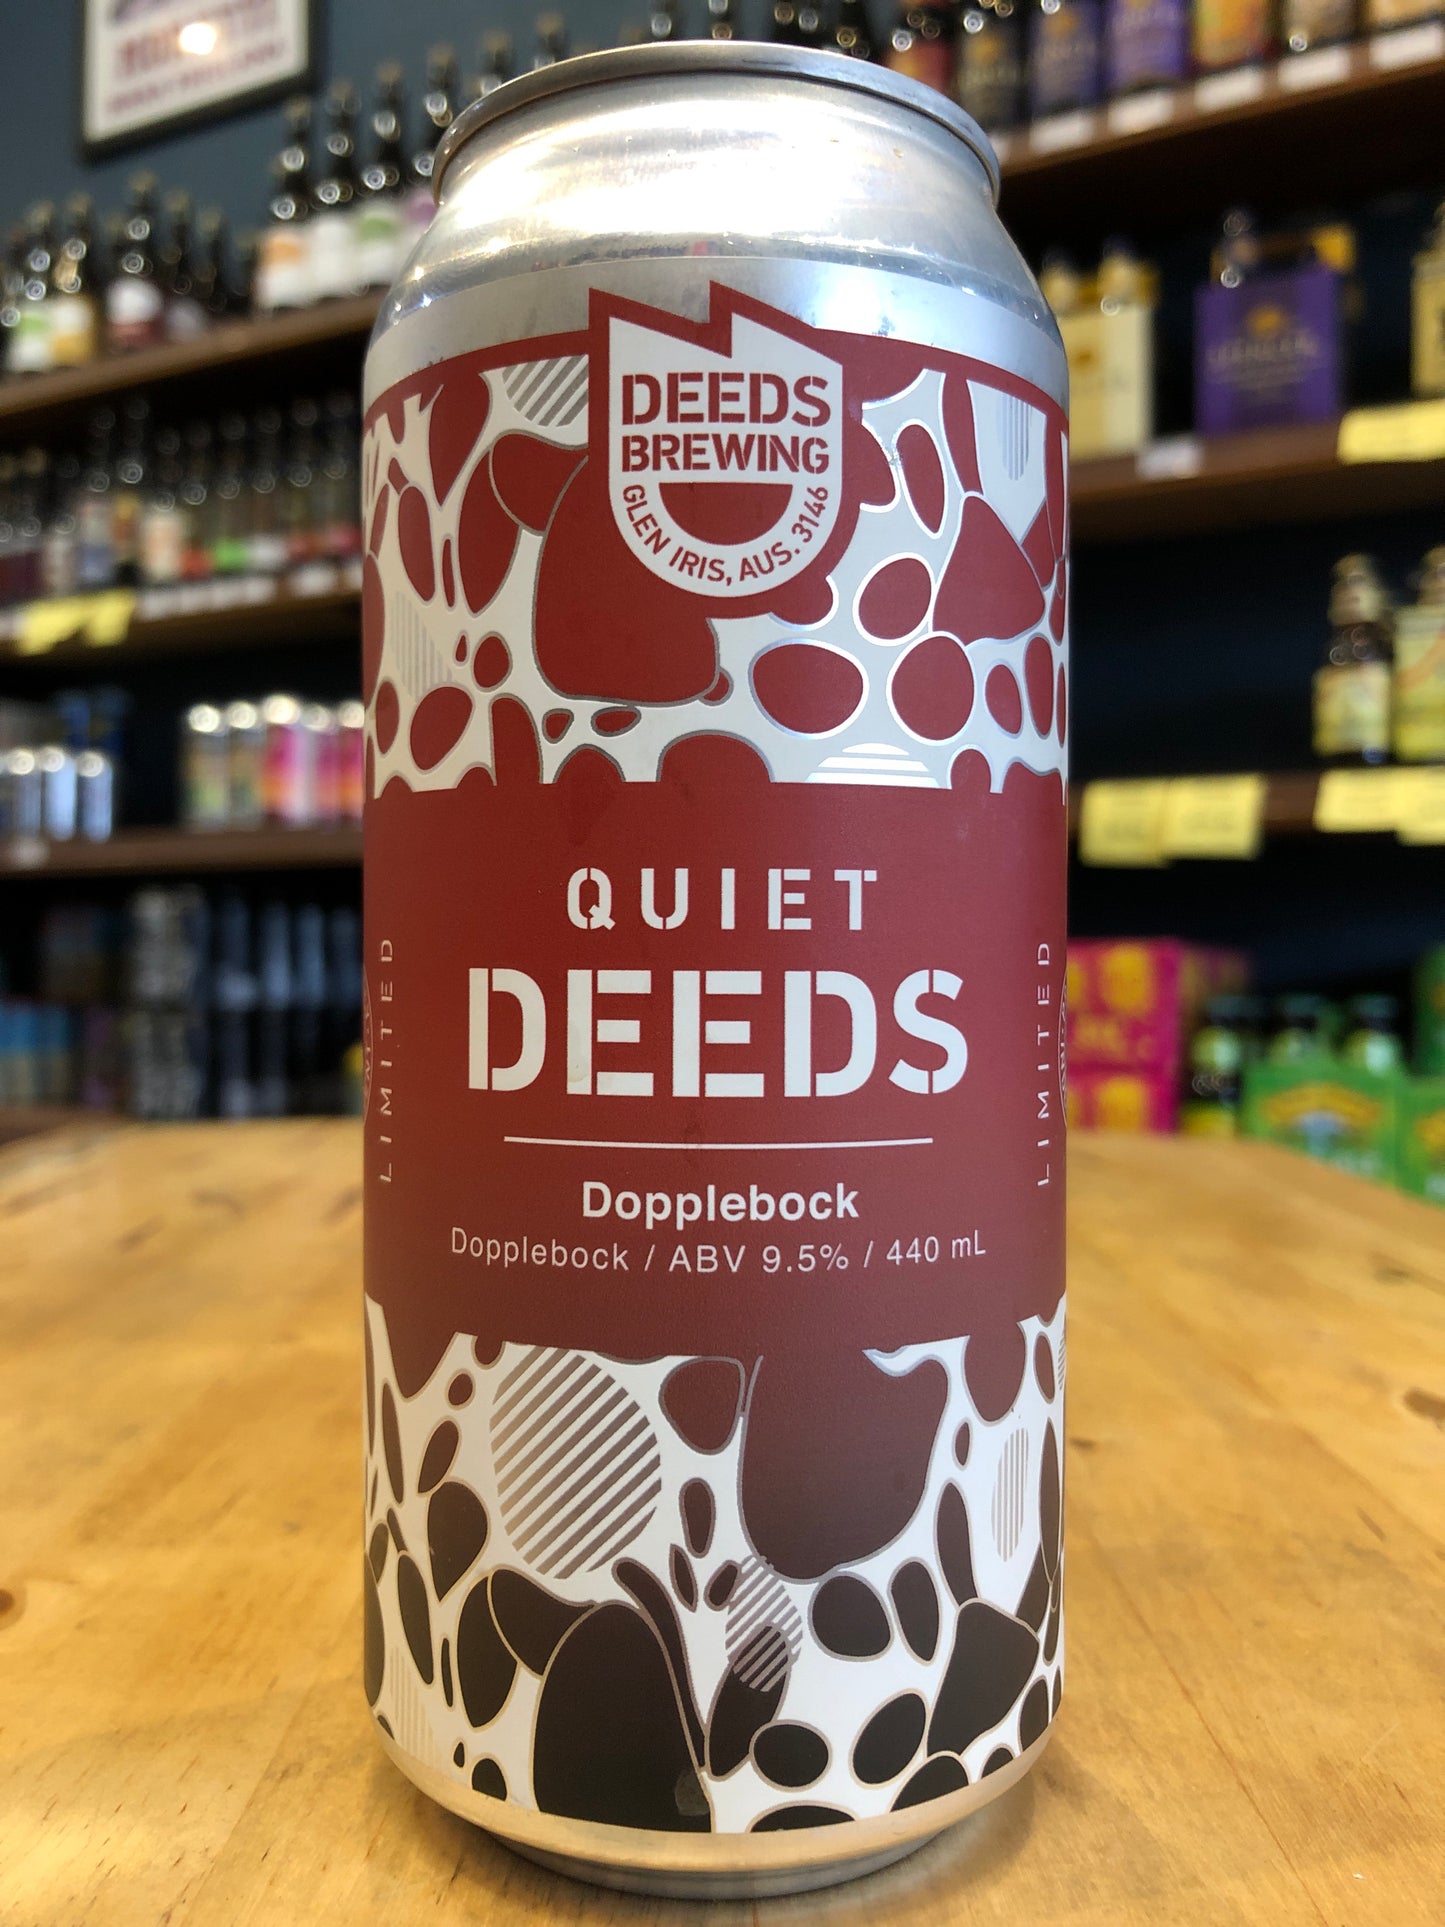 DEEDS
BREWING
GLEN IRIS, AUS. 3146
QUIET
DEEDS
LIMITED
LIMITED
Dopplebock
Dopplebock / ABV 9.5% / 440 mL